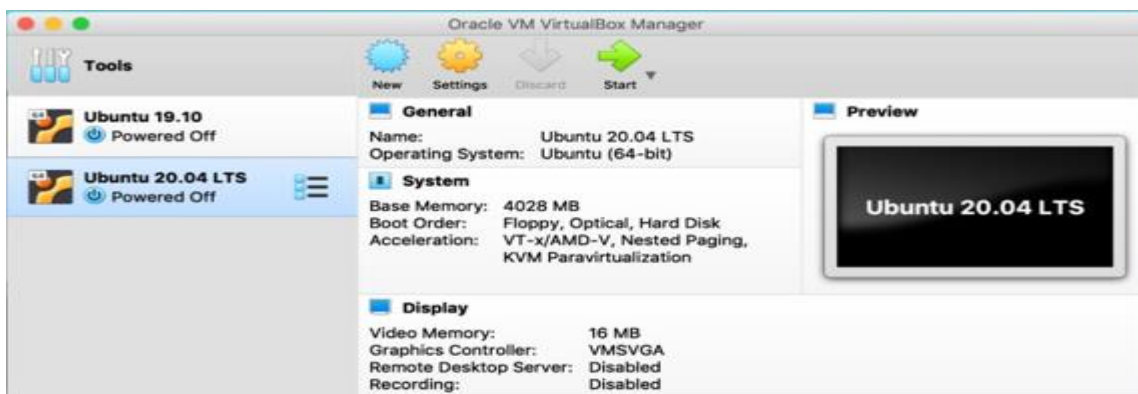 Oracle VM VirtualBox Manager
Tools
New Settings Discard Start
Ubuntu 19.10
Powered Off
Ubuntu 20.04 LTS
Powered Off
General
Name: Ubuntu 20.04 LTS
Operating System: Ubuntu (64-bit)
System
Base Memory: 4028 MB
Boot Order: Floppy, Optical, Hard Disk
Acceleration: VT-x/AMD-V, Nested Paging,
KVM Paravirtualization
Display
Video Memory: 16 MB
Graphics Controller: VMSVGA
Remote Desktop Server: Disabled
Recording: Disabled
Preview
Ubuntu 20.04 LTS